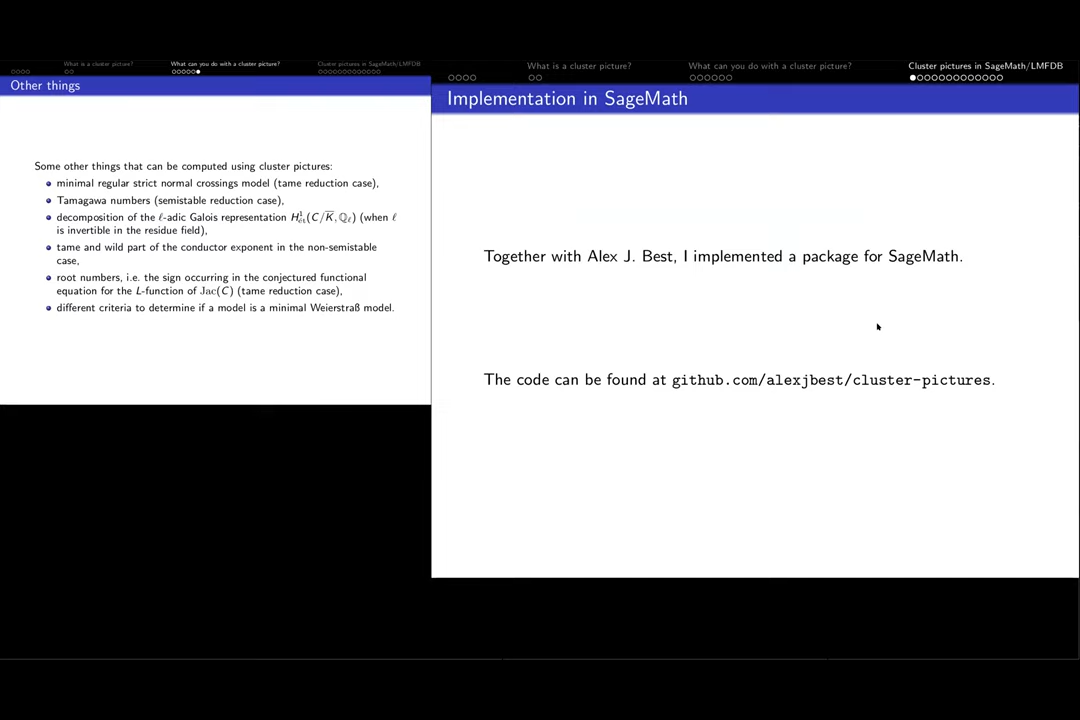 What is a cluster picture?
What can you do with a cluster picture?
Cluster pictures in SageMath/LMFDB
Other things
Some other things that can be computed using cluster pictures:
minimal regular strict normal crossings model (tame reduction case),
Tamagawa numbers (semistable reduction case),
decomposition of the ℓ-adic Galois representation H¹ₑ́ₜ(C/K̅, ℚ_ℓ) (when ℓ
is invertible in the residue field),
tame and wild part of the conductor exponent in the non-semistable
case,
root numbers, i.e. the sign occurring in the conjectured functional
equation for the L-function of Jac(C) (tame reduction case),
different criteria to determine if a model is a minimal Weierstraß model.
What is a cluster picture?
What can you do with a cluster picture?
Cluster pictures in SageMath/LMFDB
Implementation in SageMath
Together with Alex J. Best, I implemented a package for SageMath.
The code can be found at github.com/alexjbest/cluster-pictures.